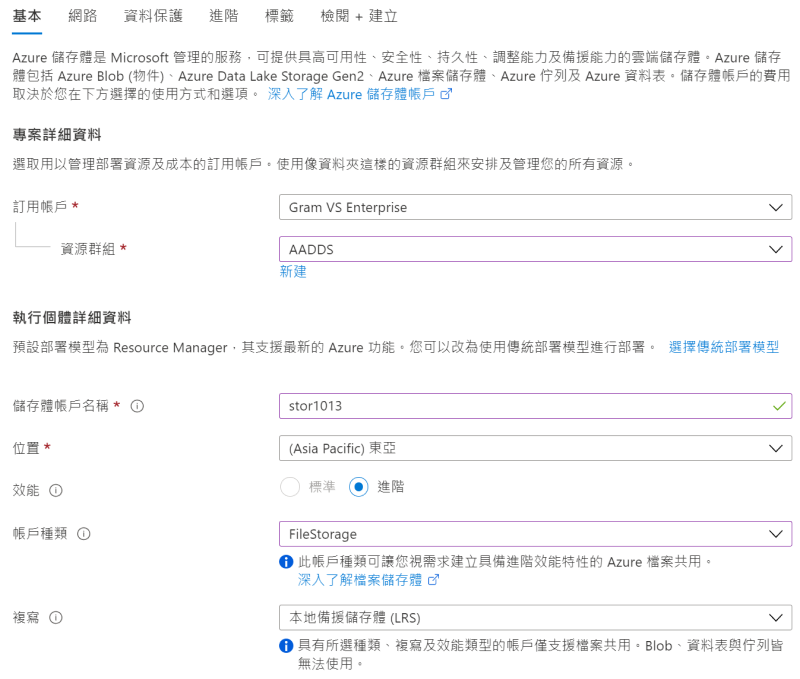 基本 網路 資料保護 進階 標籤 檢閱 + 建立
Azure 儲存體是 Microsoft 管理的服務，可提供具高可用性、安全性、持久性、調整能力及備援能力的雲端儲存體。Azure 儲存
體包括 Azure Blob (物件)、Azure Data Lake Storage Gen2、Azure 檔案儲存體、Azure 佇列及 Azure 資料表。儲存體帳戶的費用
取決於您在下方選擇的使用方式和選項。 深入了解 Azure 儲存體帳戶
專案詳細資料
選取用以管理部署資源及成本的訂用帳戶。使用像資料夾這樣的資源群組來安排及管理您的所有資源。
訂用帳戶 * Gram VS Enterprise
資源群組 * AADDS
新建
執行個體詳細資料
預設部署模型為 Resource Manager，其支援最新的 Azure 功能。您可以改為使用傳統部署模型進行部署。 選擇傳統部署模型
儲存體帳戶名稱 * stor1013
位置 * (Asia Pacific) 東亞
效能 標準 進階
帳戶種類 FileStorage
此帳戶種類可讓您視需求建立具備進階效能特性的 Azure 檔案共用。
深入了解檔案儲存體
複寫 本地備援儲存體 (LRS)
具有所選種類、複寫及效能類型的帳戶僅支援檔案共用。Blob、資料表與佇列皆
無法使用。